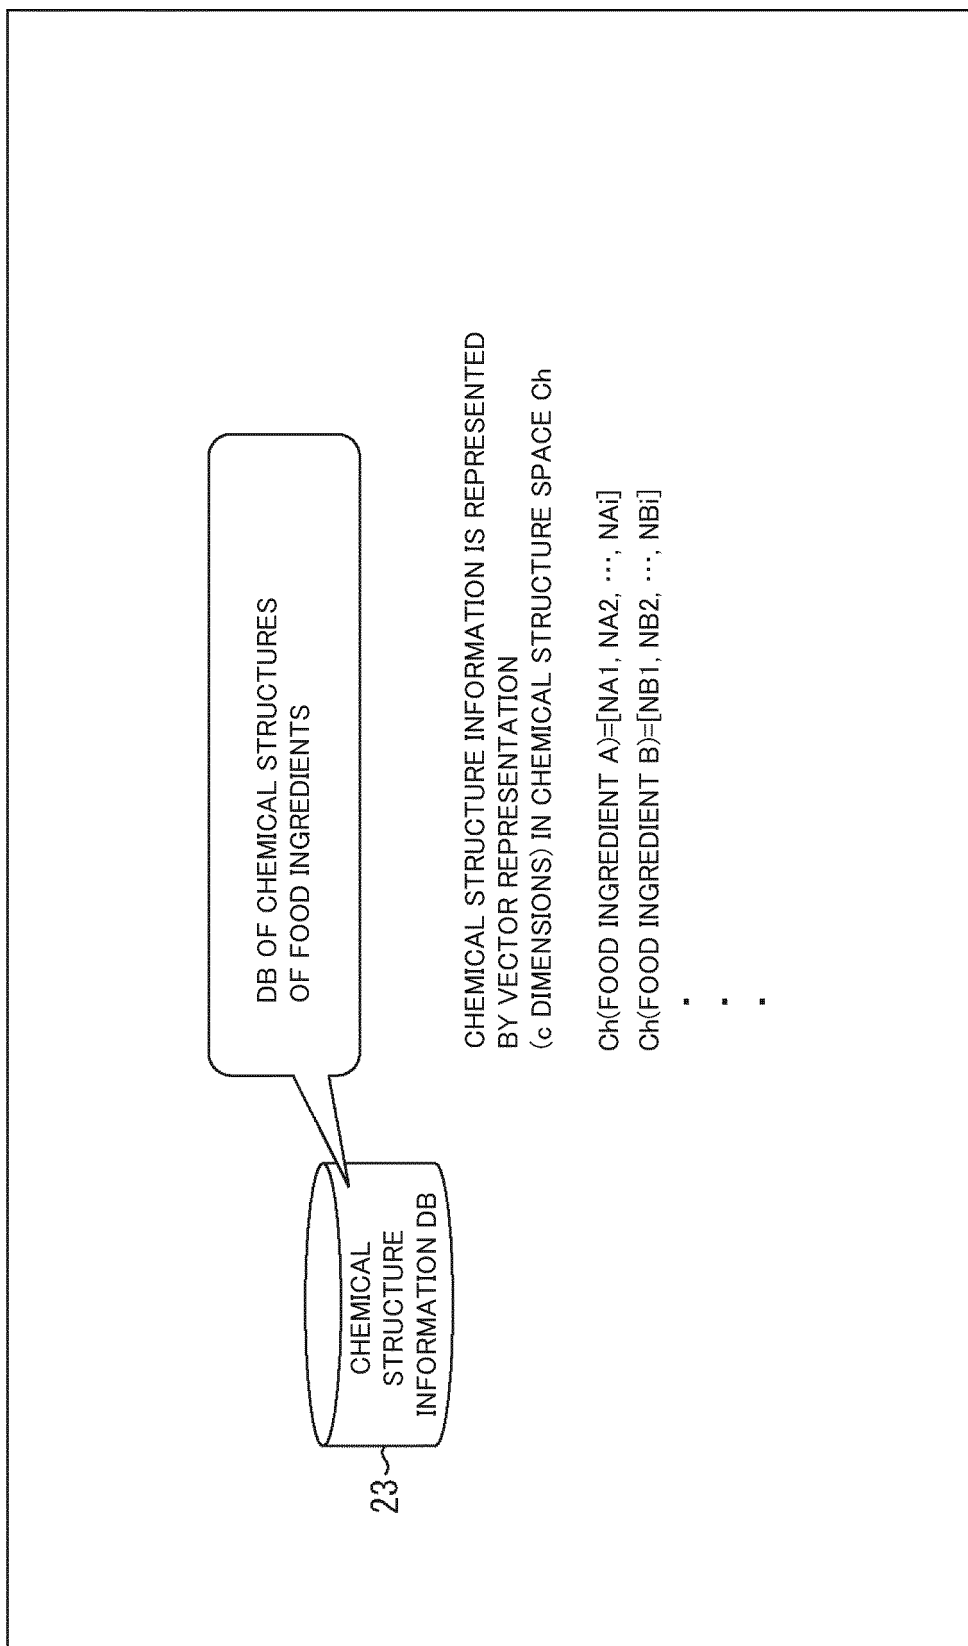 DB OF CHEMICAL STRUCTURES
OF FOOD INGREDIENTS
CHEMICAL
STRUCTURE
INFORMATION DB
23
CHEMICAL STRUCTURE INFORMATION IS REPRESENTED
BY VECTOR REPRESENTATION
(c DIMENSIONS) IN CHEMICAL STRUCTURE SPACE Ch
Ch(FOOD INGREDIENT A)=[NA1, NA2, ···, NAi]
Ch(FOOD INGREDIENT B)=[NB1, NB2, ···, NBi]